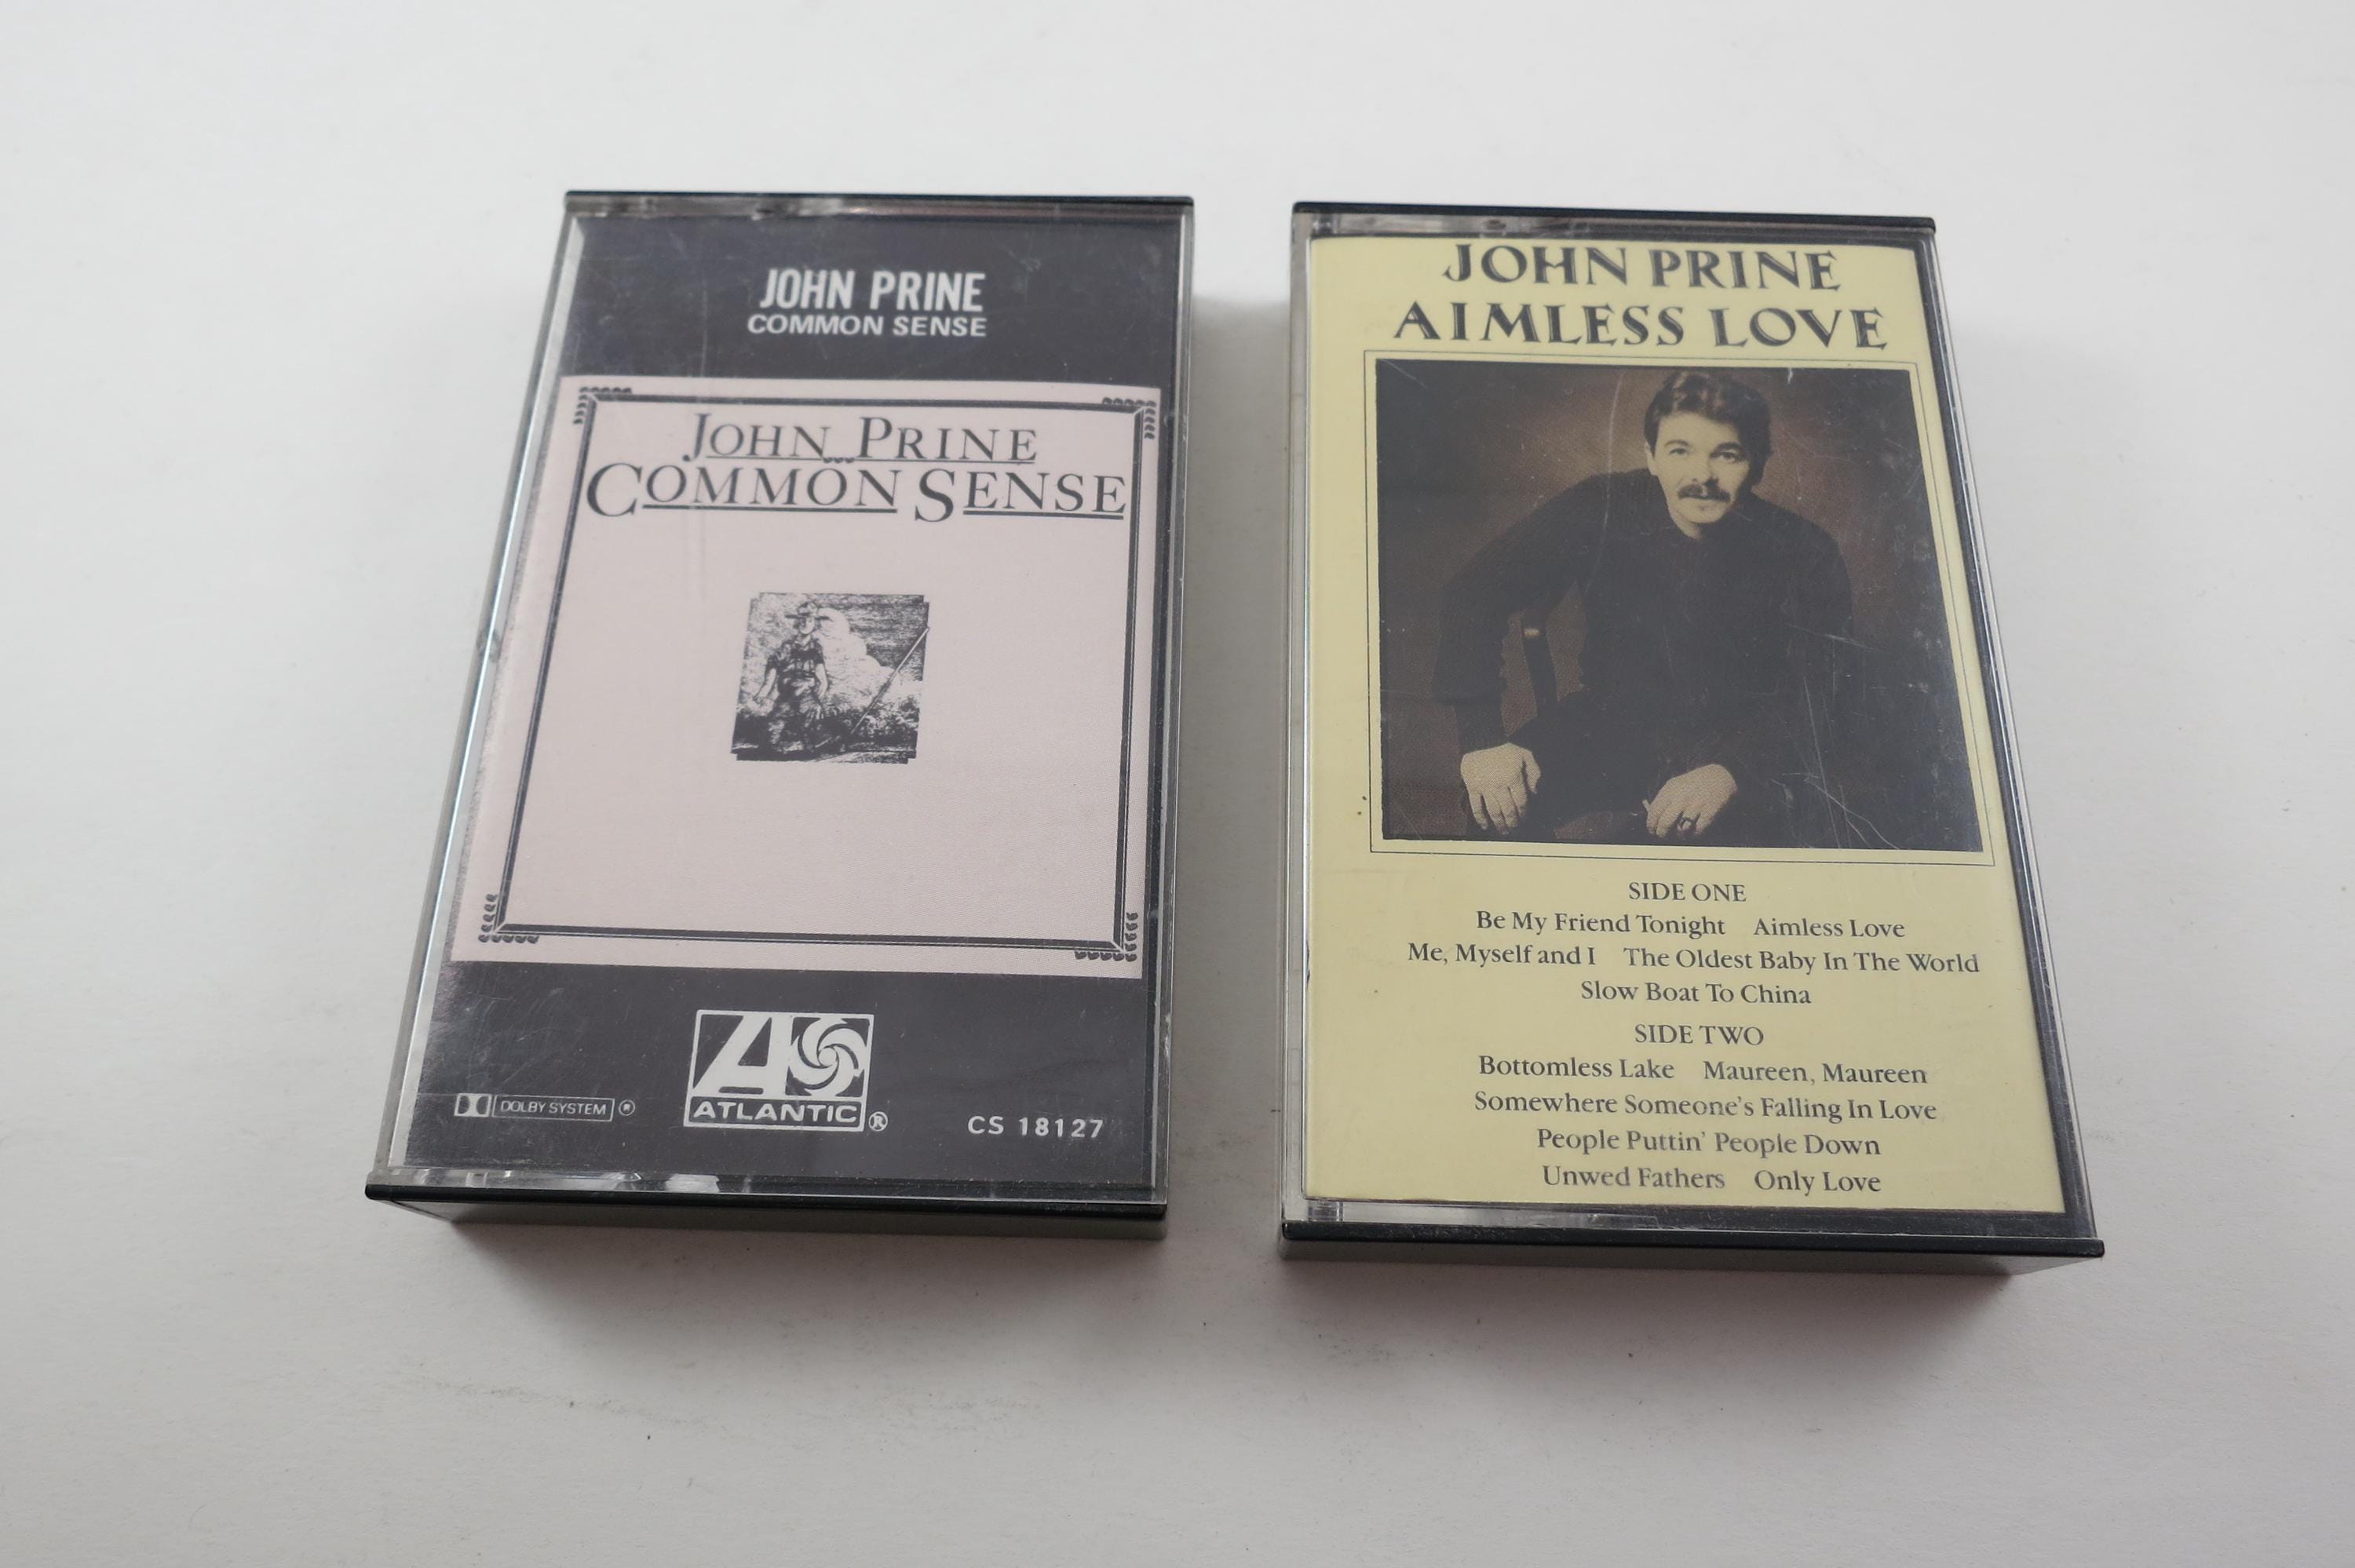 JOHN PRINE
COMMON SENSE
JOHN PRINE
COMMON SENSE
DOLBY SYSTEM
ATLANTIC®
CS 18127
JOHN PRINE
AIMLESS LOVE
SIDE ONE
Be My Friend Tonight Aimless Love
Me, Myself and I The Oldest Baby In The World
Slow Boat To China
SIDE TWO
Bottomless Lake Maureen, Maureen
Somewhere Someone's Falling In Love
People Puttin' People Down
Unwed Fathers Only Love